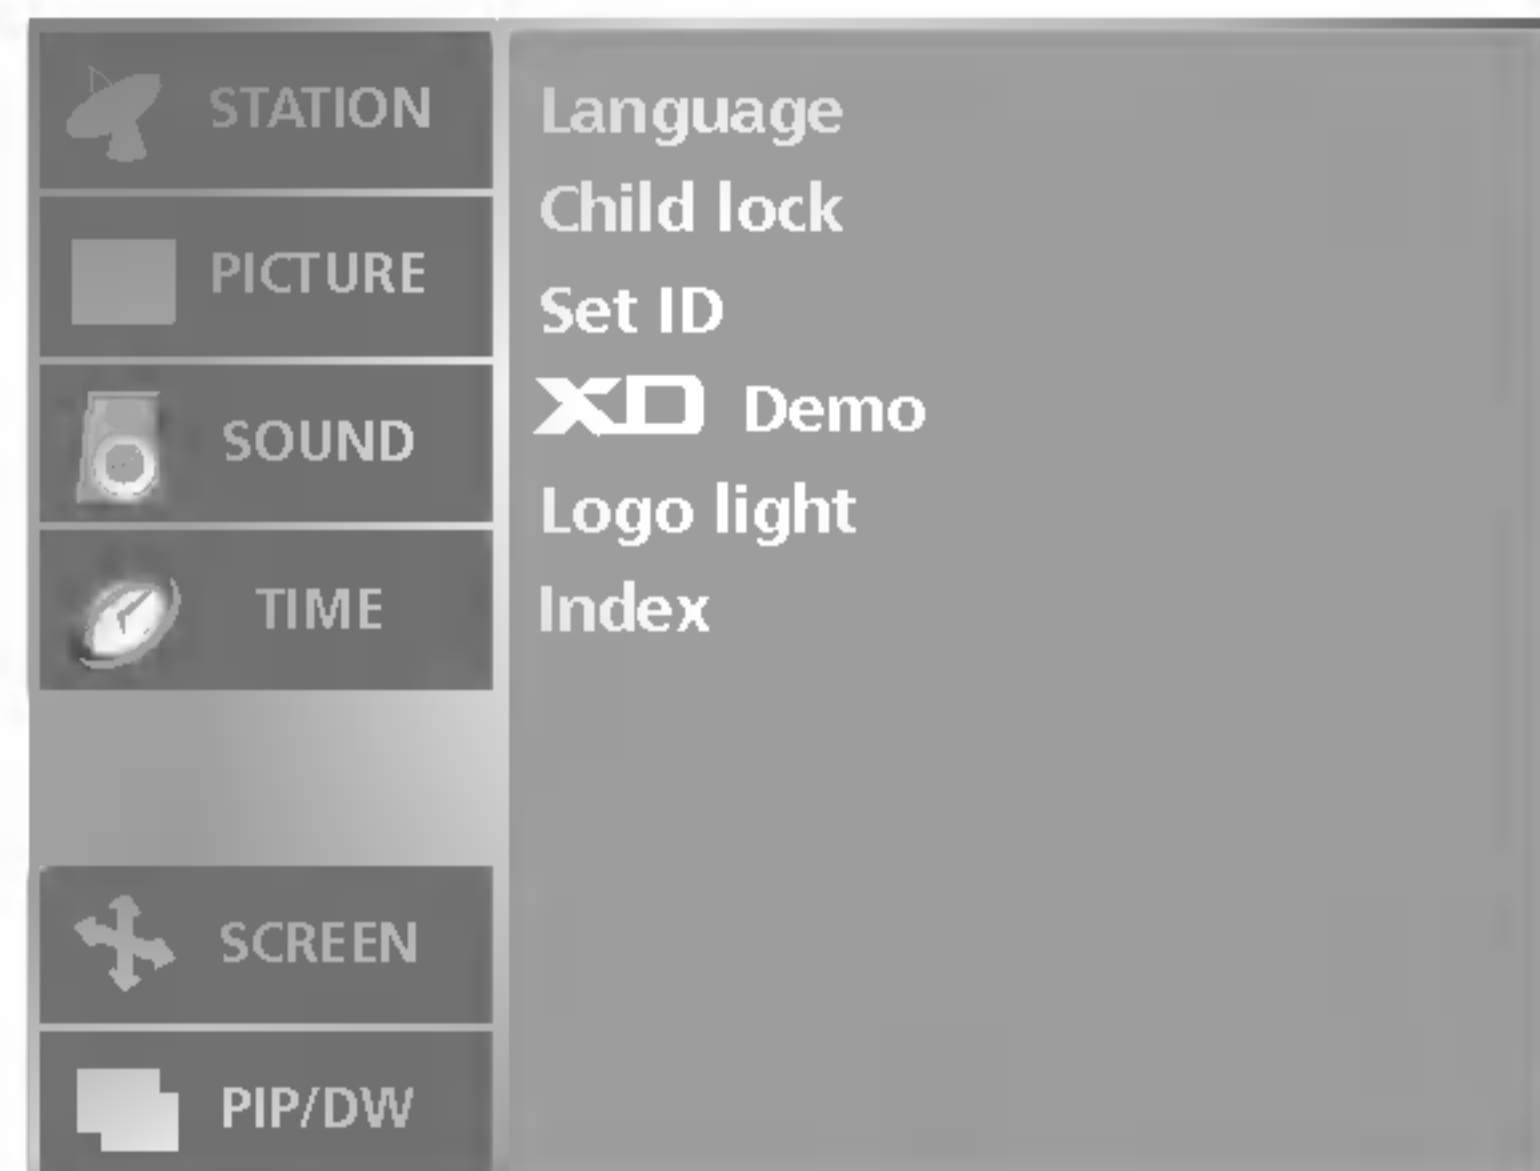 STATION
PICTURE
SOUND
TIME
SCREEN
PIP/DW
Language
Child lock
Set ID
XD Demo
Logo light
Index